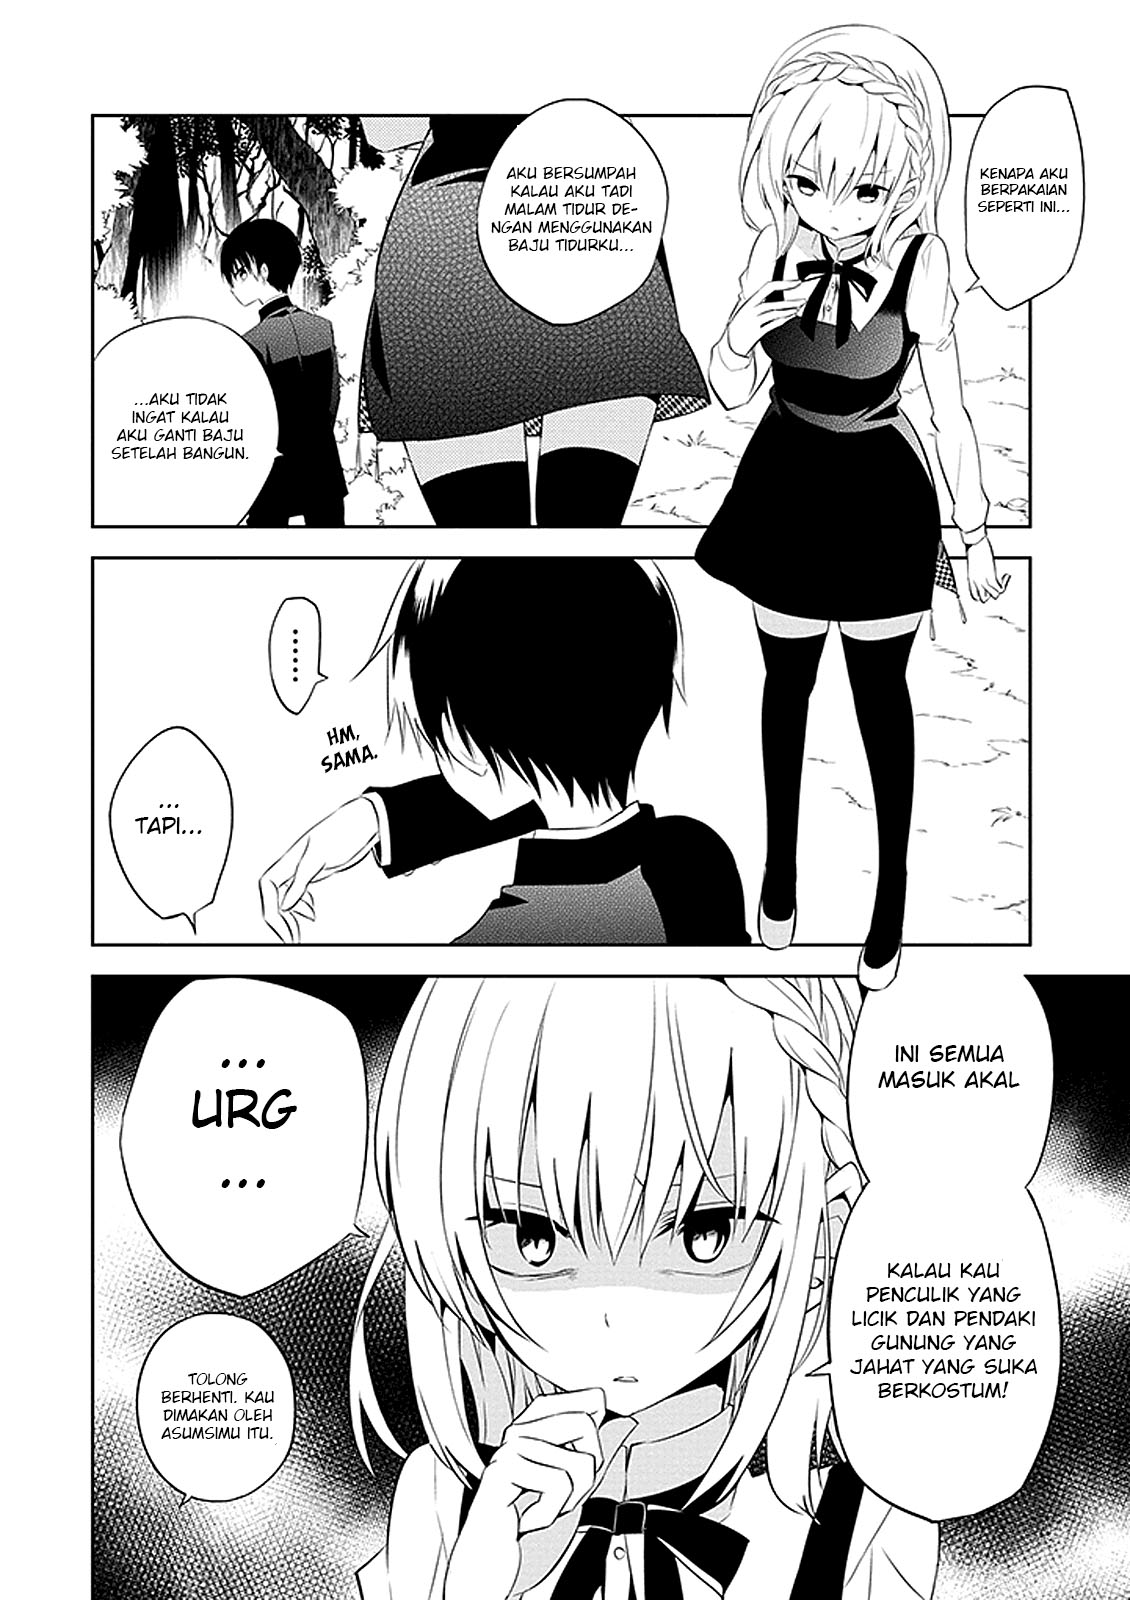 KENAPA AKU
BERPAKAIAN
SEPERTI INI...
AKU BERSUMPAH
KALAU AKU TADI
MALAM TIDUR DE-
NGAN MENGGUNAKAN
BAJU TIDURKU...
...AKU TIDAK
INGAT KALAU
AKU GANTI BAJU
SETELAH BANGUN.
......
HM,
SAMA.
...
TAPI...
INI SEMUA
MASUK AKAL
KALAU KAU
PENCULIK YANG
LICIK DAN PENDAKI
GUNUNG YANG
JAHAT YANG SUKA
BERKOSTUM!
...
URG
...
TOLONG
BERHENTI. KAU
DIMAKAN OLEH
ASUMSIMU ITU.